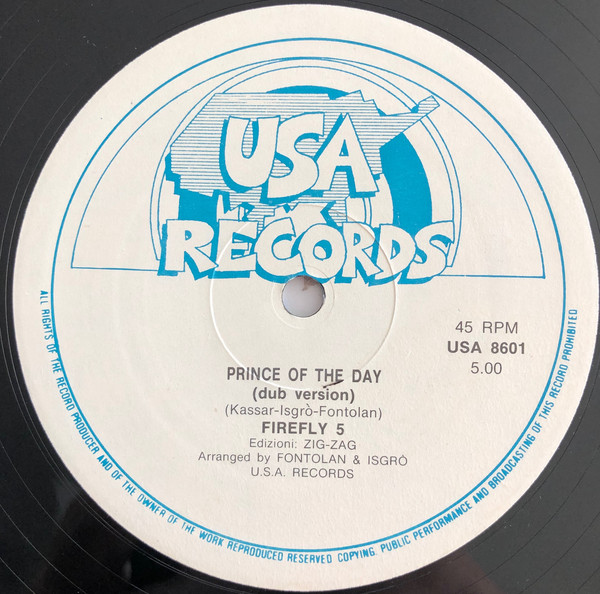 USA
RECORDS
45 RPM
USA 8601
5.00
PRINCE OF THE DAY
(dub version)
(Kassar-Isgrò-Fontolan)
FIREFLY 5
Edizioni: ZIG-ZAG
Arranged by FONTOLAN & ISGRÒ
U.S.A. RECORDS
ALL RIGHTS OF THE RECORD PRODUCER AND OF THE OWNER OF THE WORK REPRODUCED RESERVED COPYING, PUBLIC PERFORMANCE AND BROADCASTING OF THIS RECORD PROHIBITED